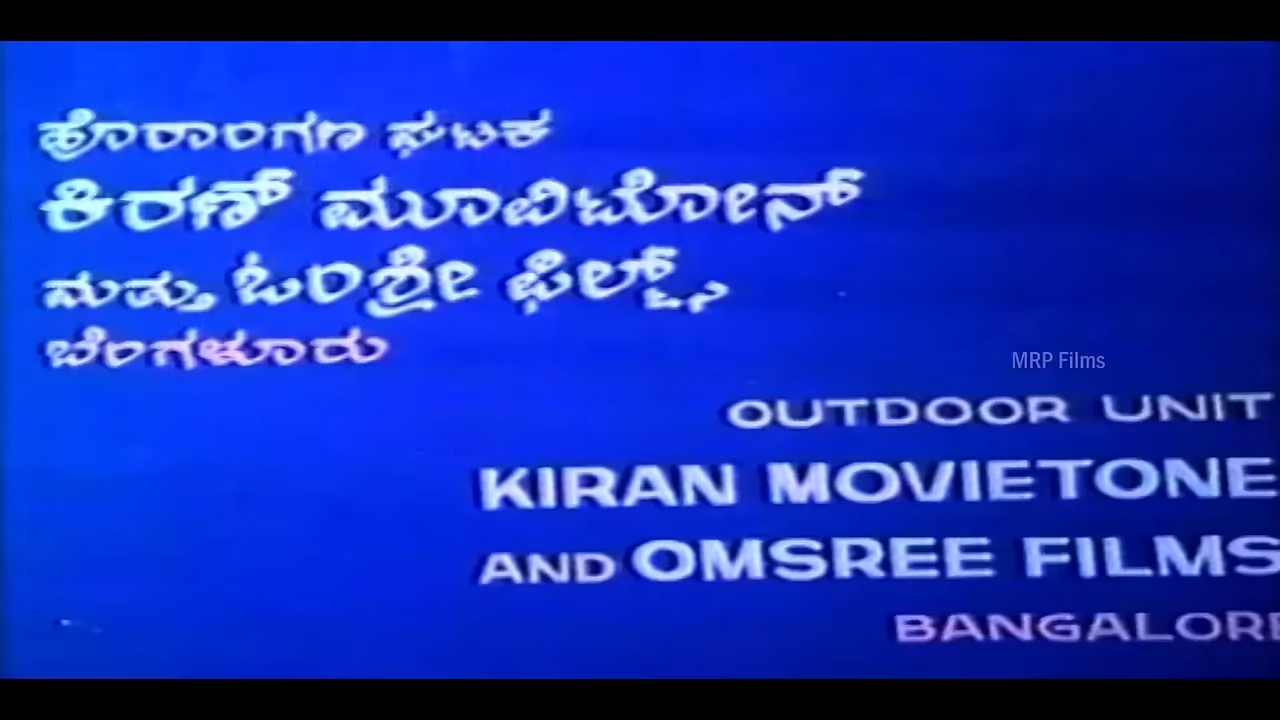 ಹೊರಾಂಗಣ ಘಟಕ
ಕಿರಣ್ ಮೂವಿಟೋನ್
ಮತ್ತು ಓಂಶ್ರೀ ಫಿಲ್ಮ್ಸ್
ಬೆಂಗಳೂರು
MRP Films
OUTDOOR UNIT
KIRAN MOVIETONE
AND OMSREE FILMS
BANGALORE